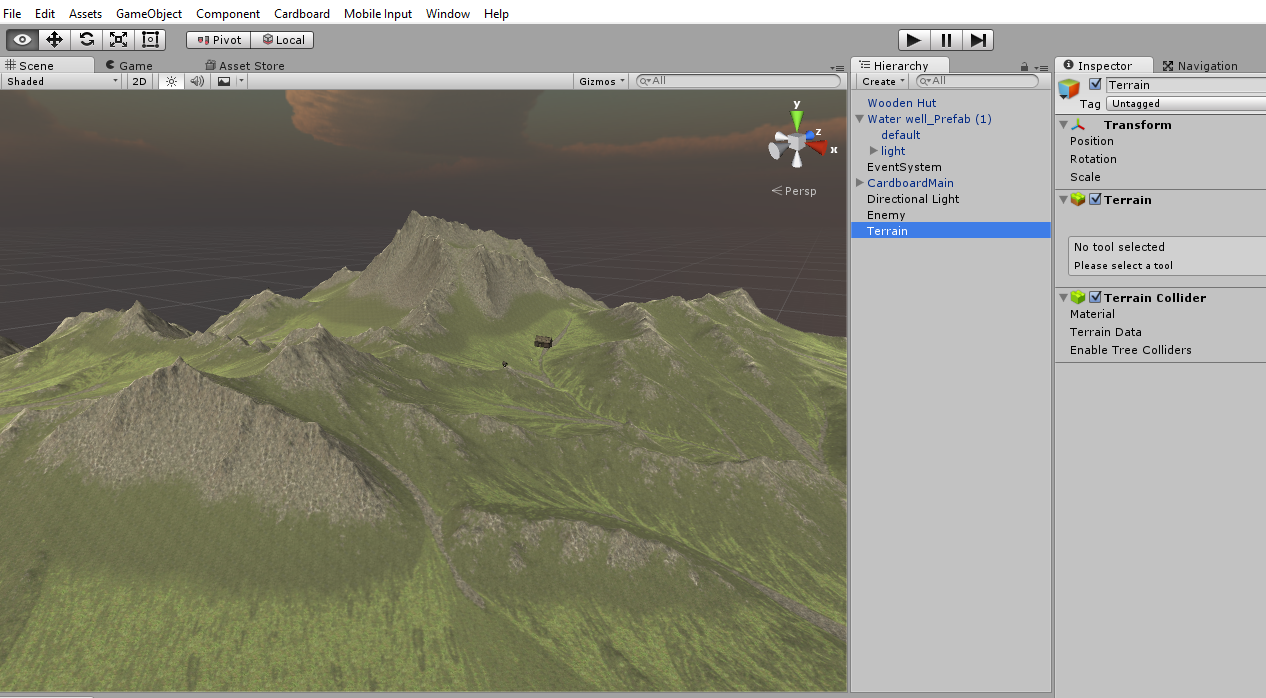 File Edit Assets GameObject Component Cardboard Mobile Input Window Help
Pivot Local
Scene Game Asset Store
Shaded 2D Gizmos All
y
z
x
Persp
Hierarchy
Create All
Wooden Hut
Water well_Prefab (1)
default
light
EventSystem
CardboardMain
Directional Light
Enemy
Terrain
Inspector Navigation
Terrain
Tag Untagged
Transform
Position
Rotation
Scale
Terrain
No tool selected
Please select a tool
Terrain Collider
Material
Terrain Data
Enable Tree Colliders